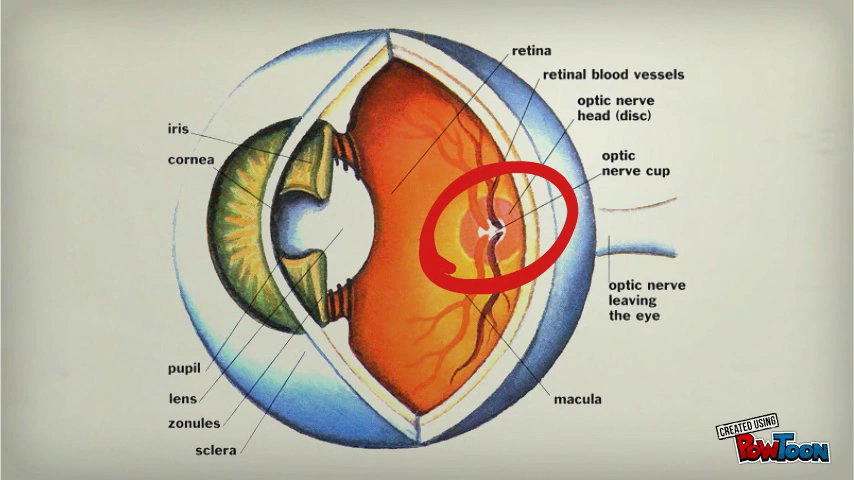 retina
retinal blood vessels
optic nerve
head (disc)
optic
nerve cup
iris
cornea
optic nerve
leaving
the eye
pupil
lens
zonules
sclera
macula
CREATED USING
POWTOON